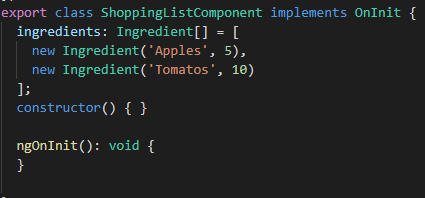 export class ShoppingListComponent implements OnInit {
ingredients: Ingredient[] = [
new Ingredient('Apples', 5),
new Ingredient('Tomatos', 10)
];
constructor() { }
ngOnInit(): void {
}